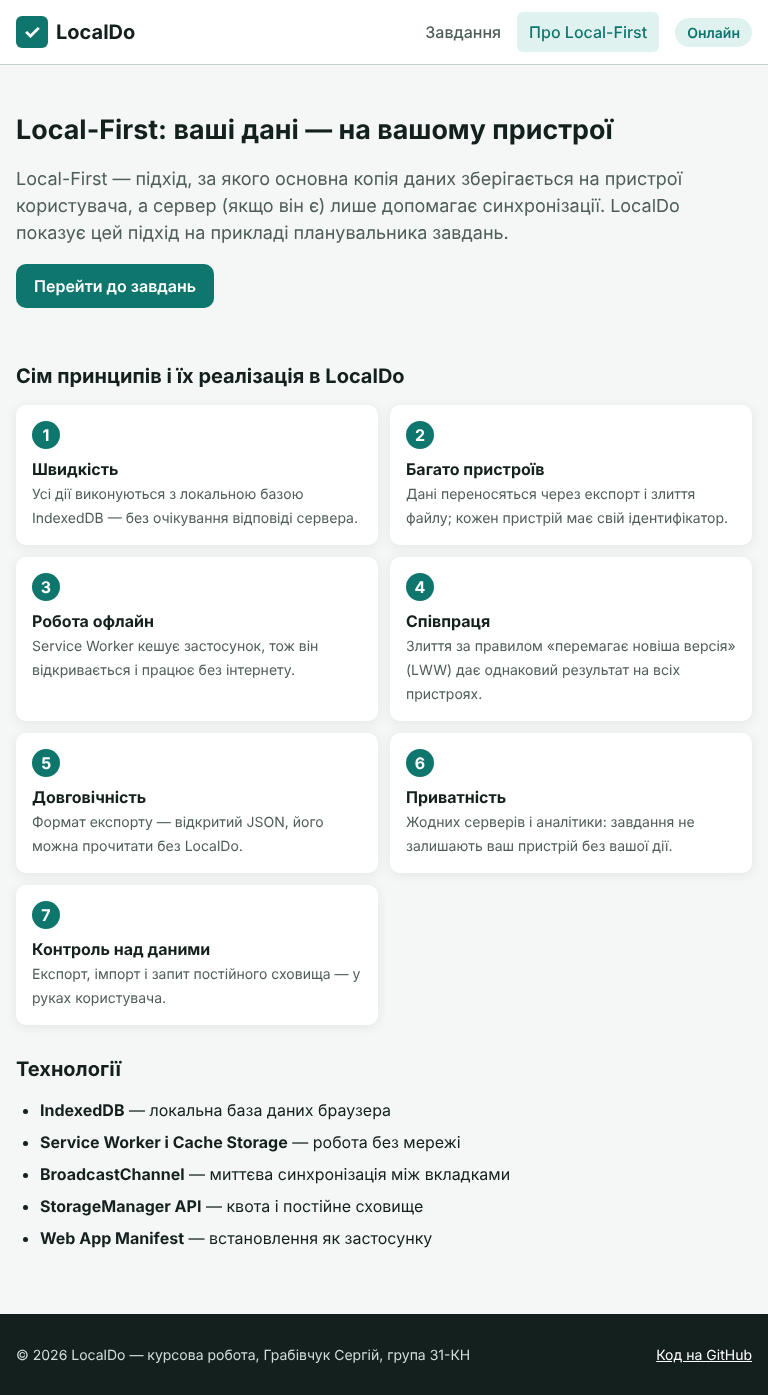 LocalDo
Завдання
Про Local-First
Онлайн
Local-First: ваші дані — на вашому пристрої
Local-First — підхід, за якого основна копія даних зберігається на пристрої
користувача, а сервер (якщо він є) лише допомагає синхронізації. LocalDo
показує цей підхід на прикладі планувальника завдань.
Перейти до завдань
Сім принципів і їх реалізація в LocalDo
1
Швидкість
Усі дії виконуються з локальною базою
IndexedDB — без очікування відповіді сервера.
2
Багато пристроїв
Дані переносяться через експорт і злиття
файлу; кожен пристрій має свій ідентифікатор.
3
Робота офлайн
Service Worker кешує застосунок, тож він
відкривається і працює без інтернету.
4
Співпраця
Злиття за правилом «перемагає новіша версія»
(LWW) дає однаковий результат на всіх
пристроях.
5
Довговічність
Формат експорту — відкритий JSON, його
можна прочитати без LocalDo.
6
Приватність
Жодних серверів і аналітики: завдання не
залишають ваш пристрій без вашої дії.
7
Контроль над даними
Експорт, імпорт і запит постійного сховища — у
руках користувача.
Технології
• IndexedDB — локальна база даних браузера
• Service Worker і Cache Storage — робота без мережі
• BroadcastChannel — миттєва синхронізація між вкладками
• StorageManager API — квота і постійне сховище
• Web App Manifest — встановлення як застосунку
© 2026 LocalDo — курсова робота, Грабівчук Сергій, група 31-КН
Код на GitHub